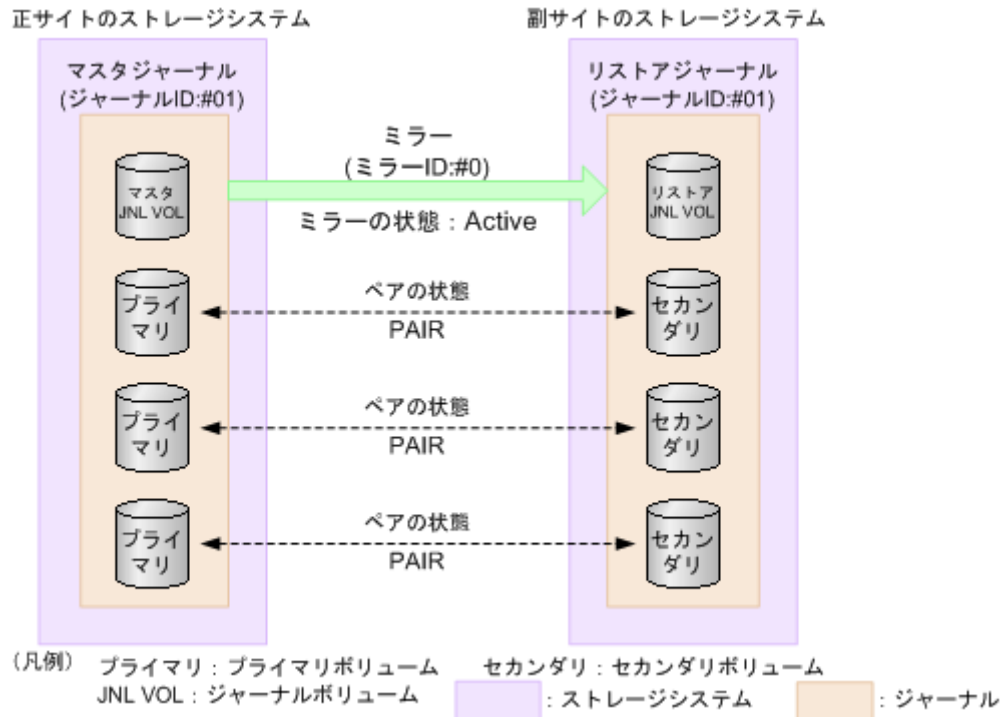 正サイトのストレージシステム
副サイトのストレージシステム
マスタジャーナル
(ジャーナルID:#01)
リストアジャーナル
(ジャーナルID:#01)
ミラー
(ミラーID:#0)
ミラーの状態：Active
マスタ
JNL VOL
リストア
JNL VOL
プライ
マリ
ペアの状態
PAIR
セカン
ダリ
プライ
マリ
ペアの状態
PAIR
セカン
ダリ
プライ
マリ
ペアの状態
PAIR
セカン
ダリ
(凡例) プライマリ：プライマリボリューム セカンダリ：セカンダリボリューム
JNL VOL：ジャーナルボリューム ：ストレージシステム ：ジャーナル